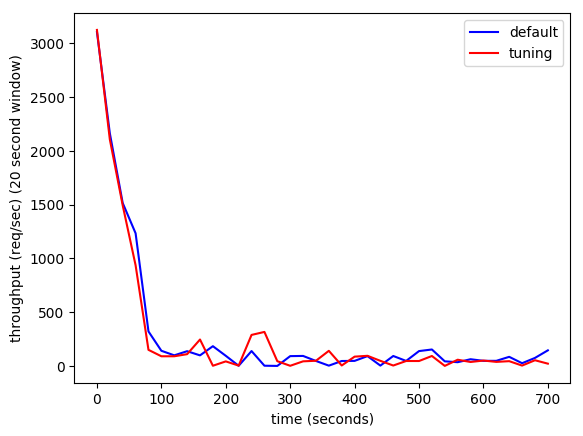 default
tuning
throughput (req/sec) (20 second window)
3000
2500
2000
1500
1000
500
0
0 100 200 300 400 500 600 700
time (seconds)